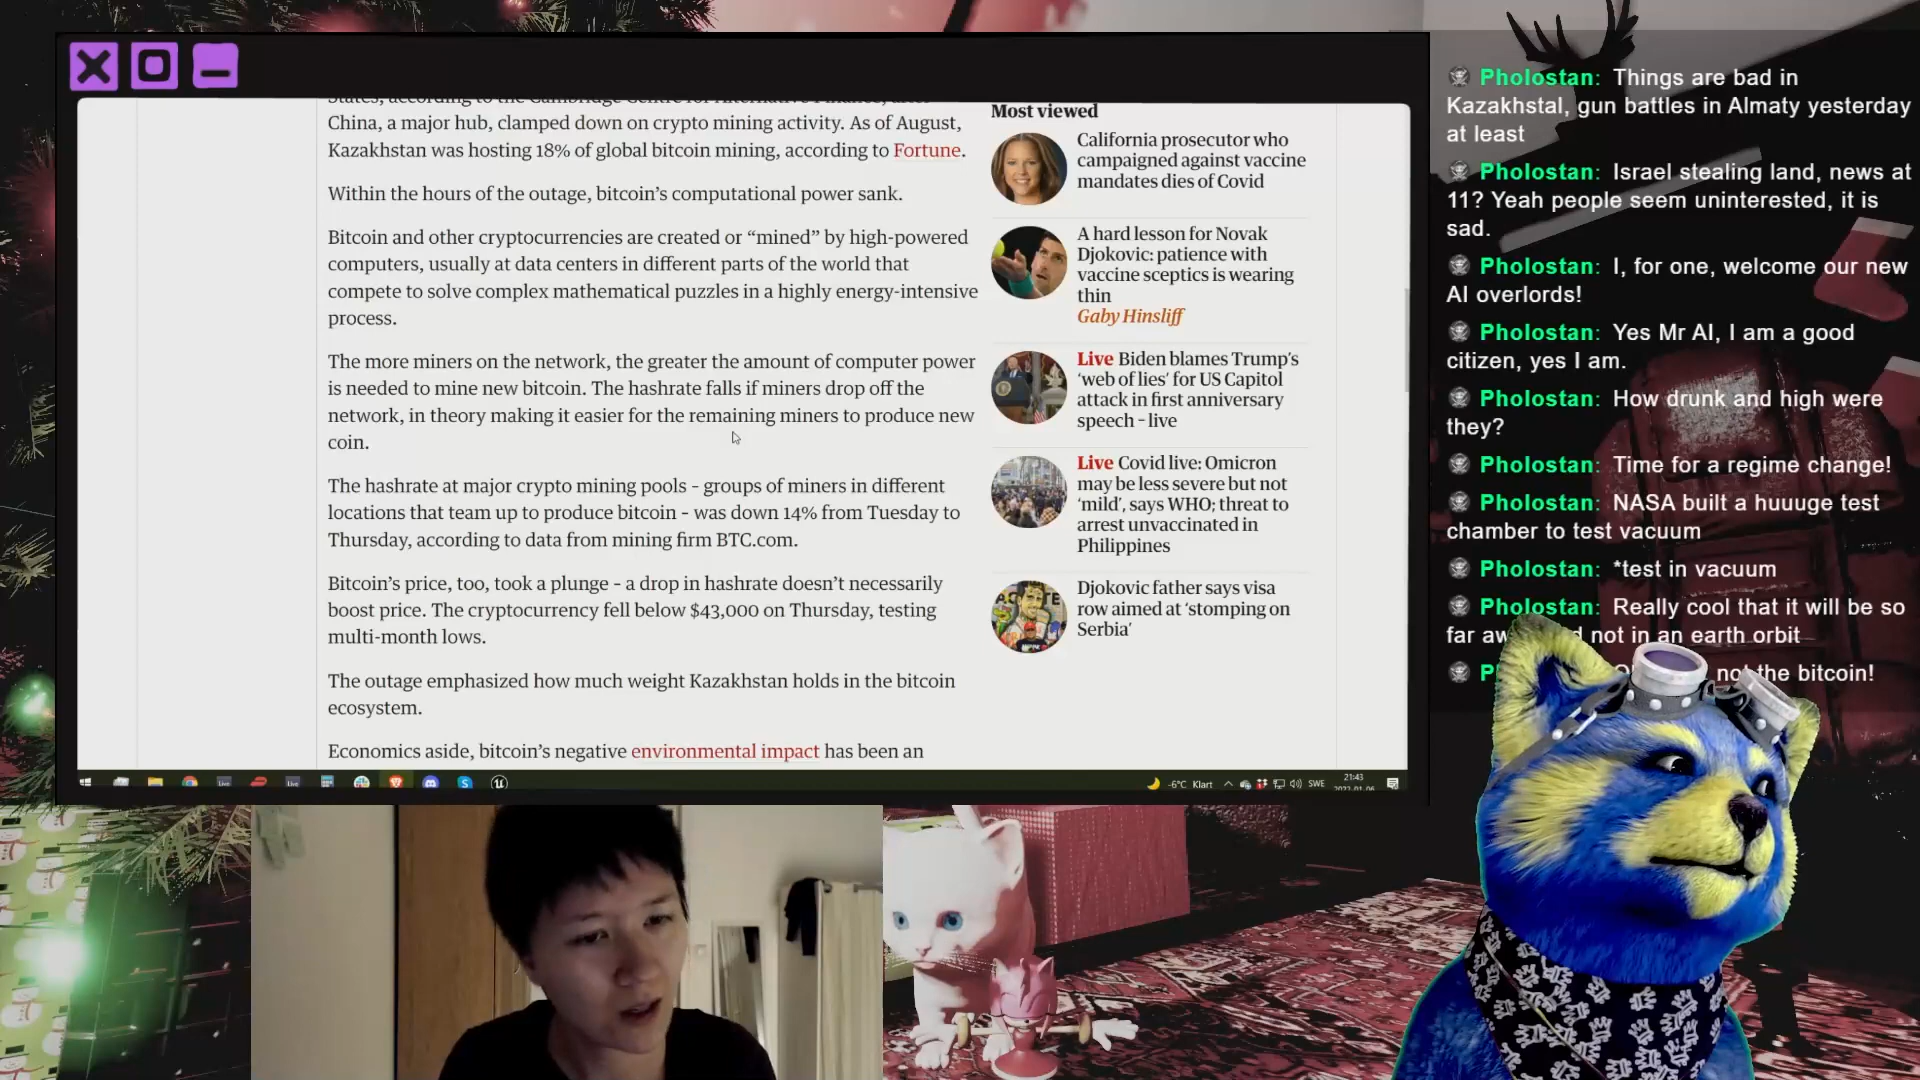 States, according to the Cambridge Centre for Alternative Finance, after
China, a major hub, clamped down on crypto mining activity. As of August,
Kazakhstan was hosting 18% of global bitcoin mining, according to Fortune.
Within the hours of the outage, bitcoin’s computational power sank.
Bitcoin and other cryptocurrencies are created or “mined” by high-powered
computers, usually at data centers in different parts of the world that
compete to solve complex mathematical puzzles in a highly energy-intensive
process.
The more miners on the network, the greater the amount of computer power
is needed to mine new bitcoin. The hashrate falls if miners drop off the
network, in theory making it easier for the remaining miners to produce new
coin.
The hashrate at major crypto mining pools – groups of miners in different
locations that team up to produce bitcoin – was down 14% from Tuesday to
Thursday, according to data from mining firm BTC.com.
Bitcoin’s price, too, took a plunge – a drop in hashrate doesn’t necessarily
boost price. The cryptocurrency fell below $43,000 on Thursday, testing
multi-month lows.
The outage emphasized how much weight Kazakhstan holds in the bitcoin
ecosystem.
Economics aside, bitcoin’s negative environmental impact has been an
Most viewed
California prosecutor who
campaigned against vaccine
mandates dies of Covid
A hard lesson for Novak
Djokovic: patience with
vaccine sceptics is wearing
thin
Gaby Hinsliff
Live Biden blames Trump’s
‘web of lies’ for US Capitol
attack in first anniversary
speech – live
Live Covid live: Omicron
may be less severe but not
‘mild’, says WHO; threat to
arrest unvaccinated in
Philippines
Djokovic father says visa
row aimed at ‘stomping on
Serbia’
-6°C Klart
SWE
21:43
2022-01-06
Pholostan: Things are bad in
Kazakhstal, gun battles in Almaty yesterday
at least
Pholostan: Israel stealing land, news at
11? Yeah people seem uninterested, it is
sad.
Pholostan: I, for one, welcome our new
AI overlords!
Pholostan: Yes Mr AI, I am a good
citizen, yes I am.
Pholostan: How drunk and high were
they?
Pholostan: Time for a regime change!
Pholostan: NASA built a huuuge test
chamber to test vacuum
Pholostan: *test in vacuum
Pholostan: Really cool that it will be so
far not in an earth orbit
not the bitcoin!